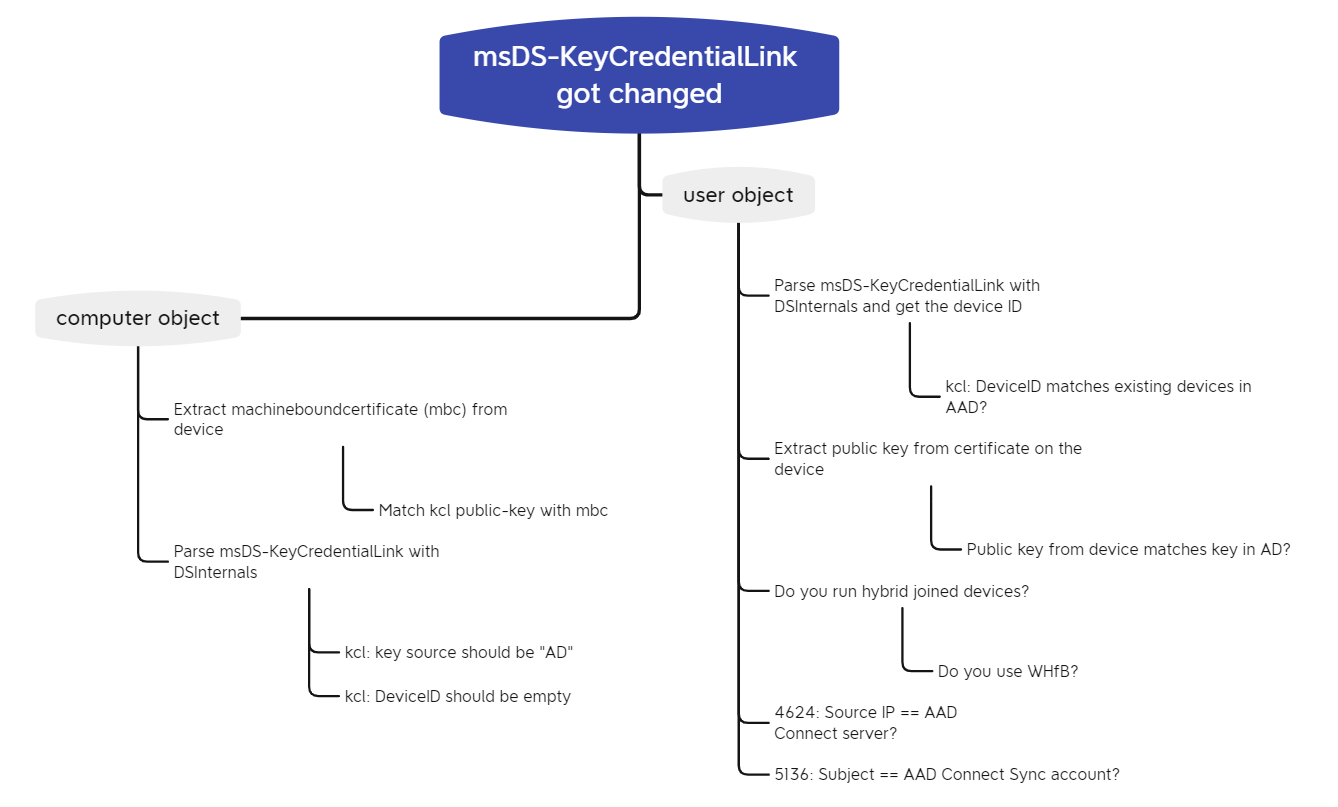 msDS-KeyCredentialLink
got changed
user object
Parse msDS-KeyCredentialLink with
DSInternals and get the device ID
kcl: DeviceID matches existing devices in
AAD?
Extract public key from certificate on the
device
Public key from device matches key in AD?
Do you run hybrid joined devices?
Do you use WHfB?
4624: Source IP == AAD
Connect server?
5136: Subject == AAD Connect Sync account?
computer object
Extract machineboundcertificate (mbc) from
device
Match kcl public-key with mbc
Parse msDS-KeyCredentialLink with
DSInternals
kcl: key source should be "AD"
kcl: DeviceID should be empty